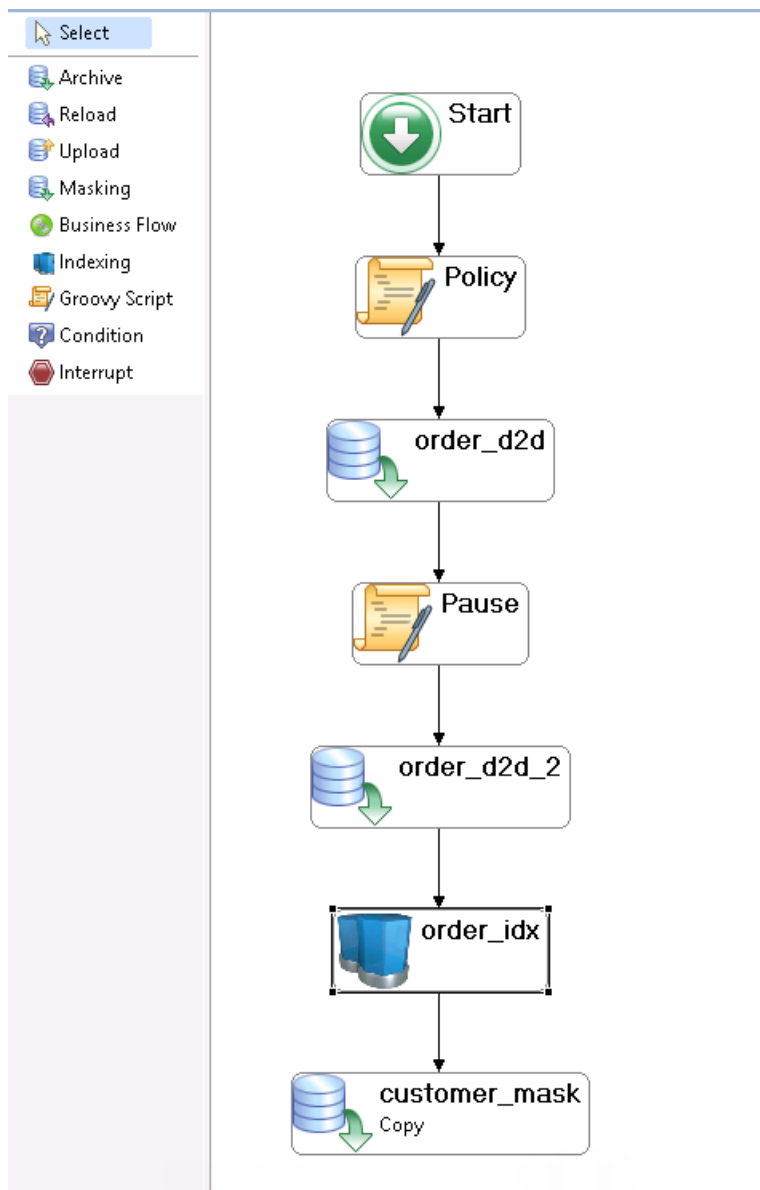 Select
Archive
Reload
Upload
Masking
Business Flow
Indexing
Groovy Script
Condition
Interrupt
Start
Policy
order_d2d
Pause
order_d2d_2
order_idx
customer_mask
Copy